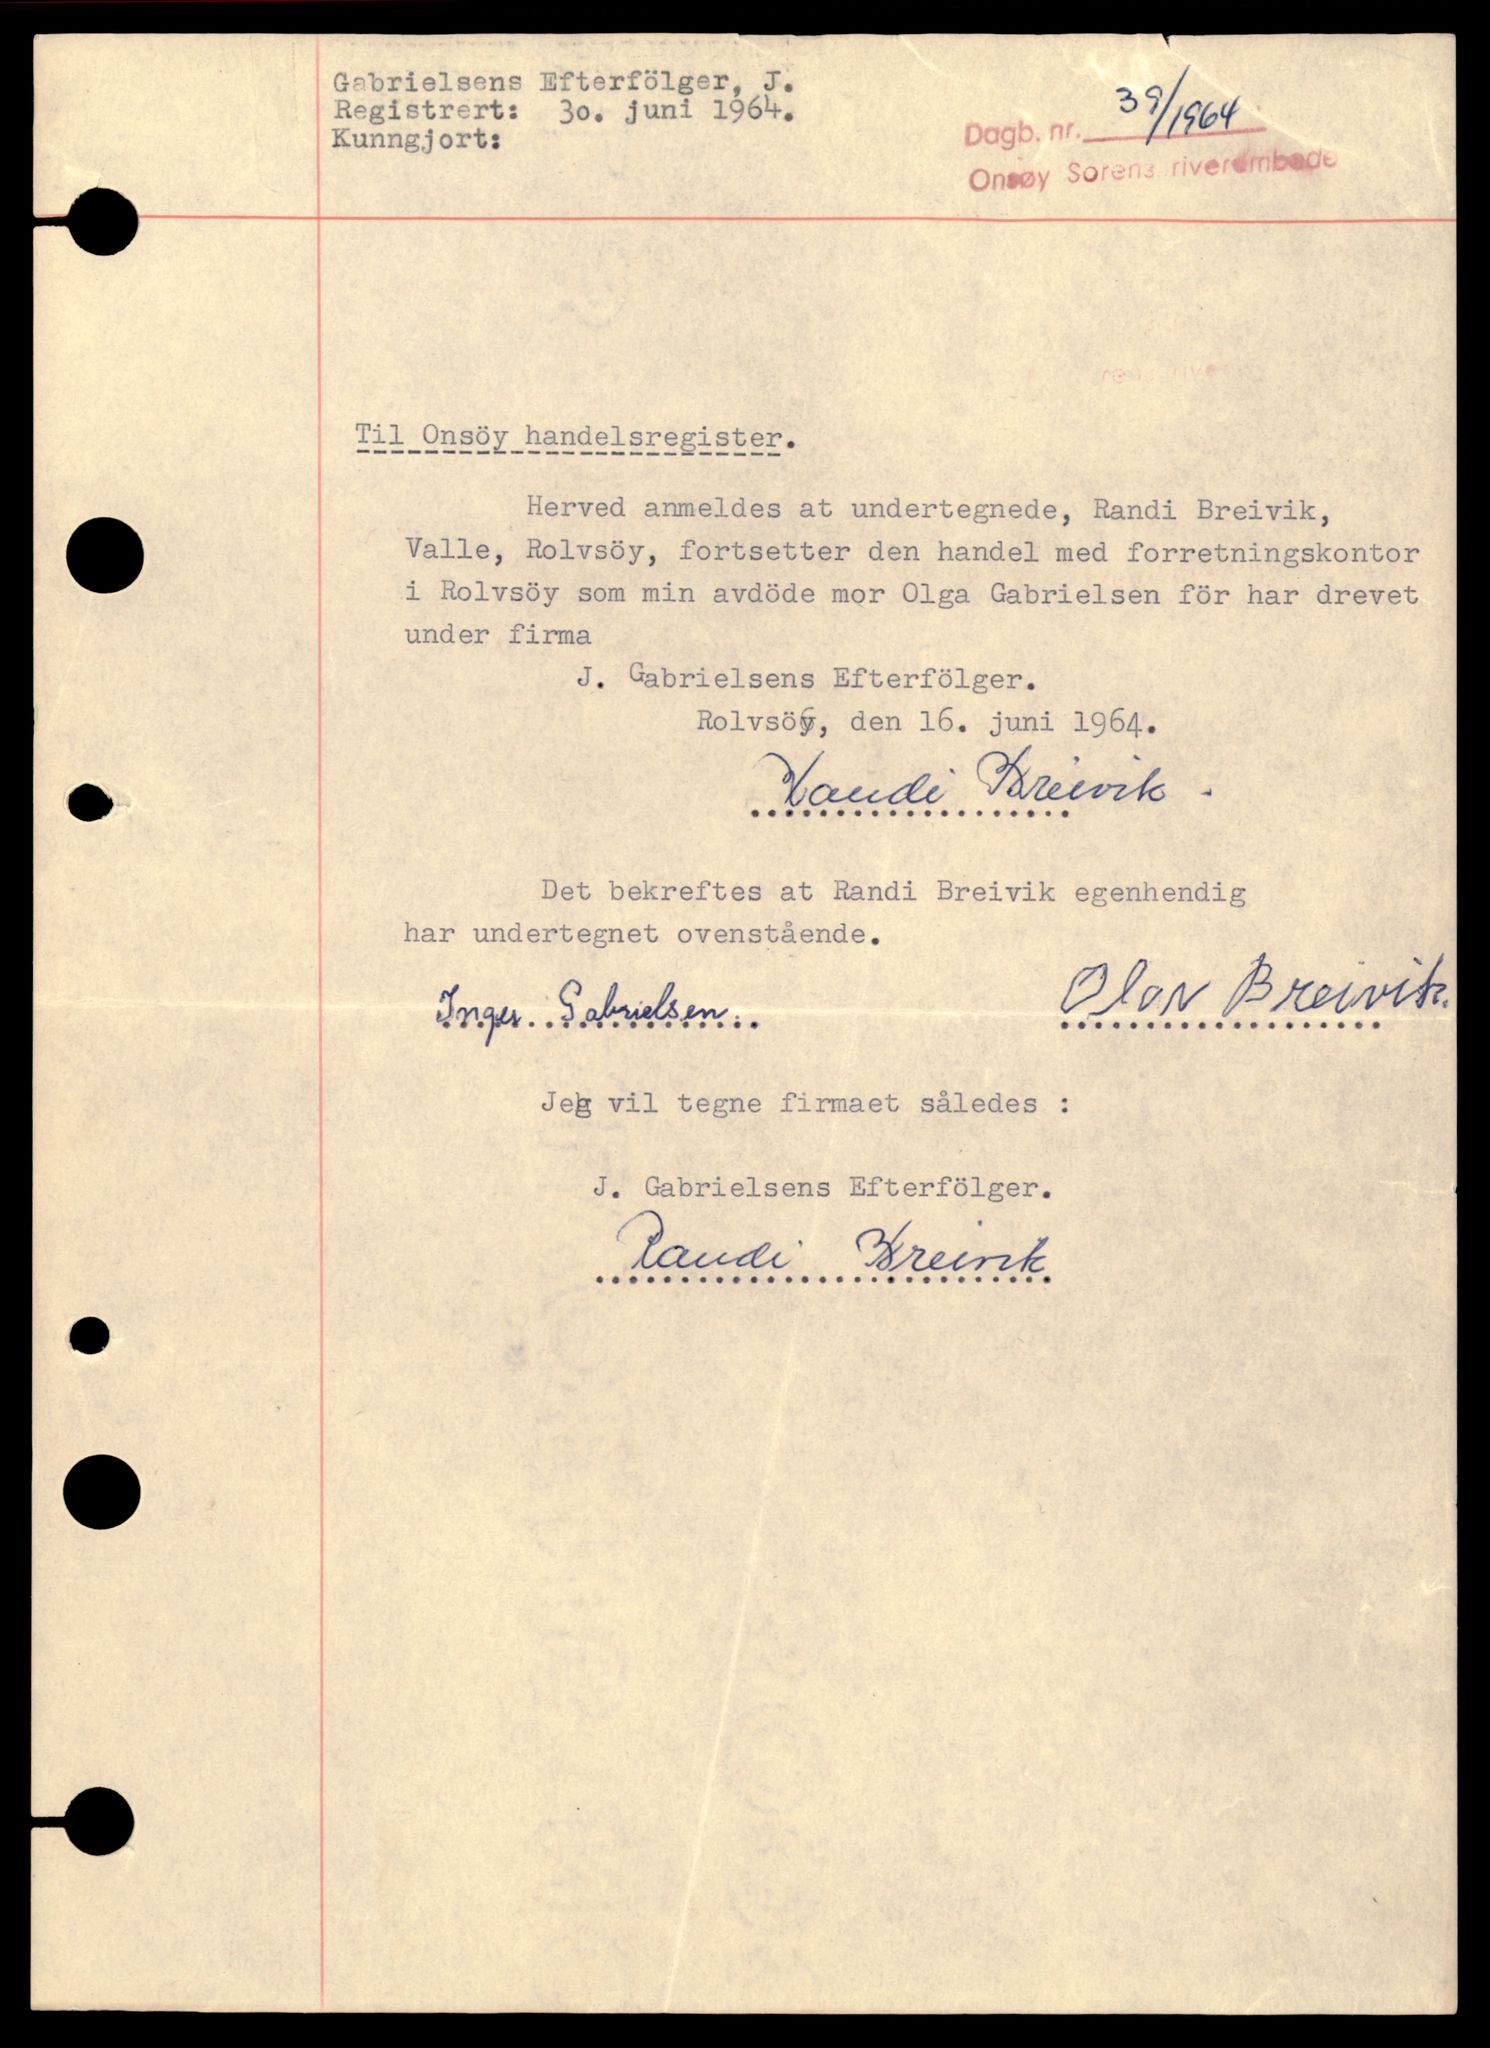 Gabrielsens Efterfölger, J.
Registrert: 30. juni 1964.
Kunngjort:
39/1964
Dagb. nr.
Onsøy Sorenskriverembede
Til Onsöy handelsregister.
Herved anmeldes at undertegnede, Randi Breivik,
Valle, Rolvsöy, fortsetter den handel med forretningskontor
i Rolvsöy som min avdöde mor Olga Gabrielsen för har drevet
under firma
J. Gabrielsens Efterfölger.
Rolvsöy, den 16. juni 1964.
Randi Breivik.
Det bekreftes at Randi Breivik egenhendig
har undertegnet ovenstående.
Inger Gabrielsen.
Olav Breivik.
Jeg vil tegne firmaet således :
J. Gabrielsens Efterfölger.
Randi Breivik